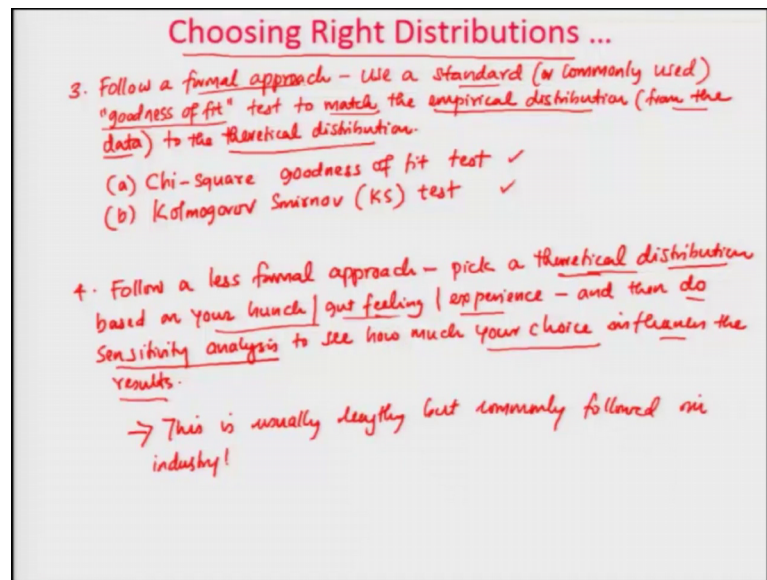 Choosing Right Distributions ...
3. Follow a formal approach – Use a standard (or commonly used)
"goodness of fit" test to match the empirical distribution (from the
data) to the theretical distribution.
(a) Chi-Square goodness of fit test ✓
(b) Kolmogorov Smirnov (KS) test ✓
4. Follow a less formal approach – pick a theretical distribution
based on your hunch / gut feeling / experience – and then do
sensitivity analysis to see how much your choice influences the
results.
→ This is usually lengthy but commonly followed in
industry!